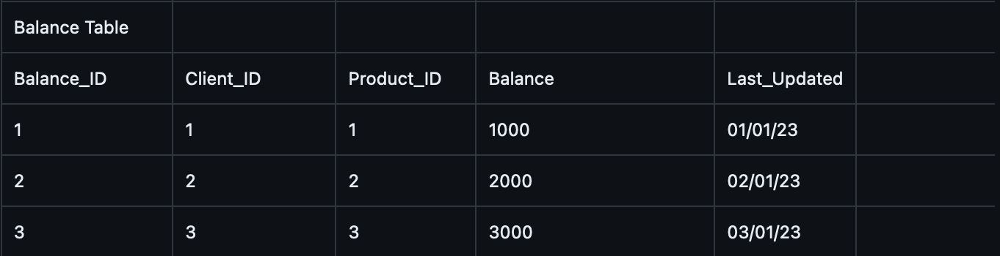 Balance Table
Balance_ID Client_ID Product_ID Balance Last_Updated
1 1 1 1000 01/01/23
2 2 2 2000 02/01/23
3 3 3 3000 03/01/23